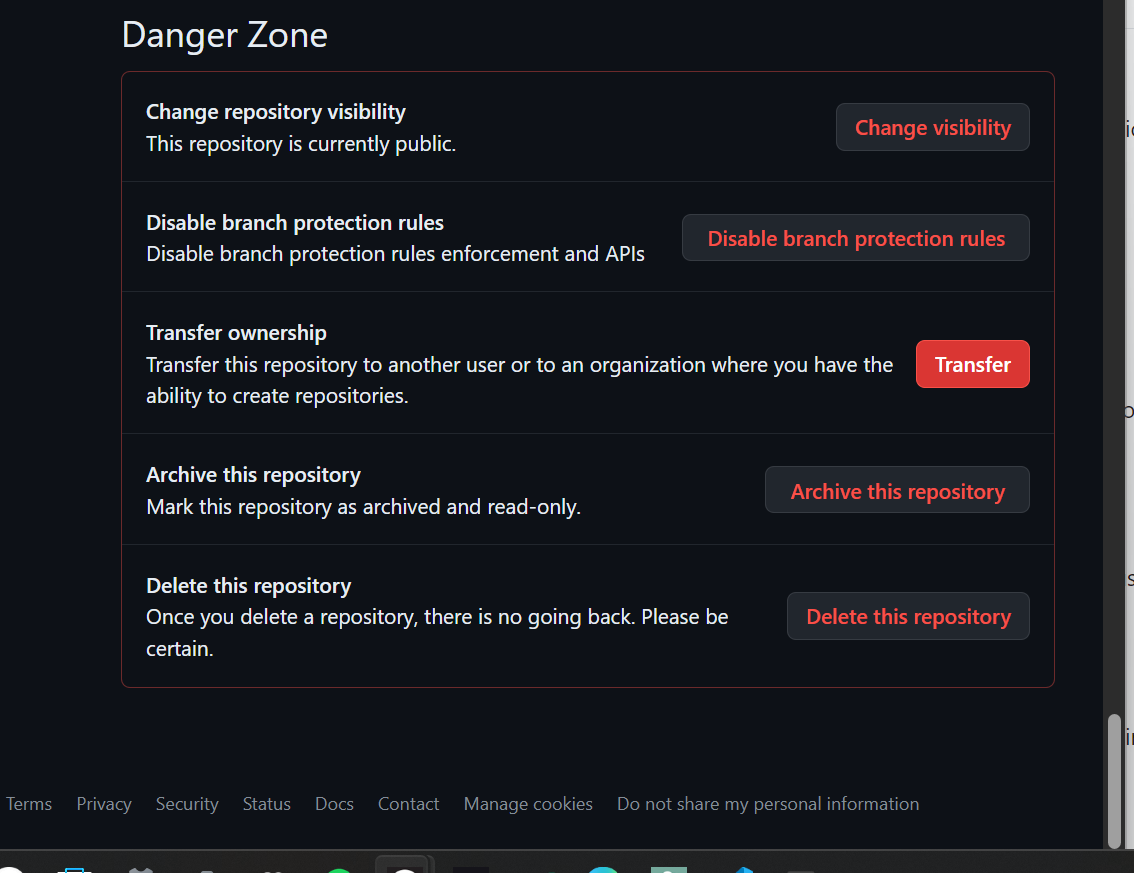 Danger Zone
Change repository visibility
This repository is currently public.
Change visibility
Disable branch protection rules
Disable branch protection rules enforcement and APIs
Disable branch protection rules
Transfer ownership
Transfer this repository to another user or to an organization where you have the
ability to create repositories.
Transfer
Archive this repository
Mark this repository as archived and read-only.
Archive this repository
Delete this repository
Once you delete a repository, there is no going back. Please be
certain.
Delete this repository
Terms Privacy Security Status Docs Contact Manage cookies Do not share my personal information